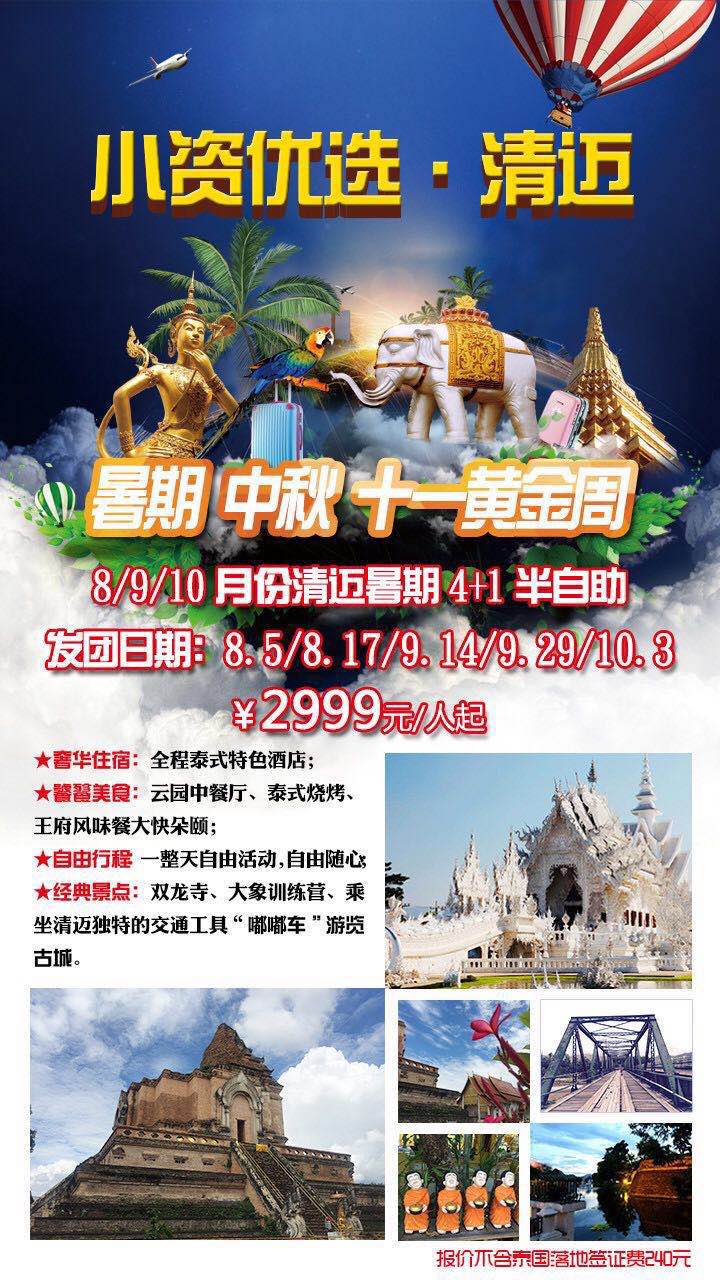 小资优选·清迈
暑期 中秋 十一黄金周
8/9/10 月份清迈暑期 4+1 半自助
发团日期：8.5/8.17/9.14/9.29/10.3
¥2999元/人起
★奢华住宿：全程泰式特色酒店；
★饕餮美食：云园中餐厅、泰式烧烤、
王府风味餐大快朵颐；
★自由行程 一整天自由活动,自由随心;
★经典景点：双龙寺、大象训练营、乘
坐清迈独特的交通工具“嘟嘟车”游览
古城。
报价不含泰国落地签证费240元